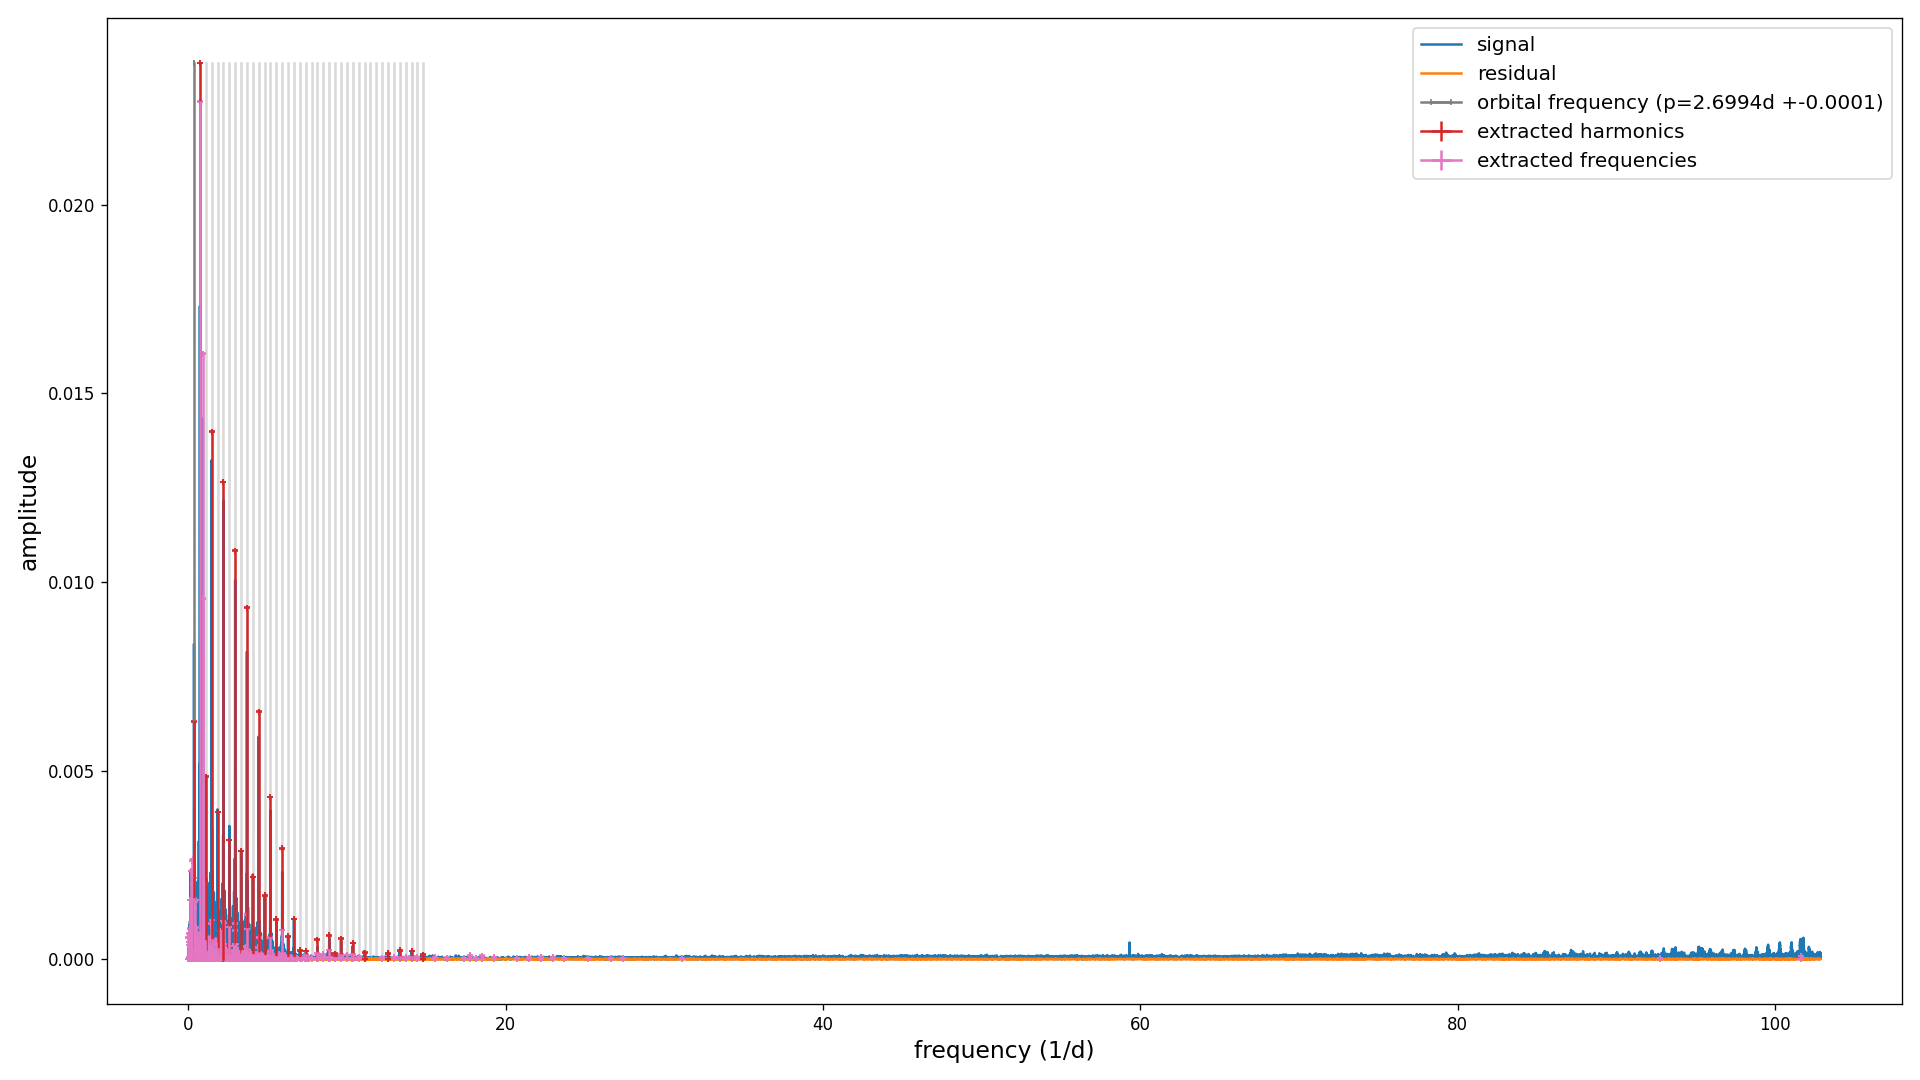 signal
residual
orbital frequency (p=2.6994d +-0.0001)
extracted harmonics
extracted frequencies
amplitude
0.020
0.015
0.010
0.005
0.000
0 20 40 60 80 100
frequency (1/d)